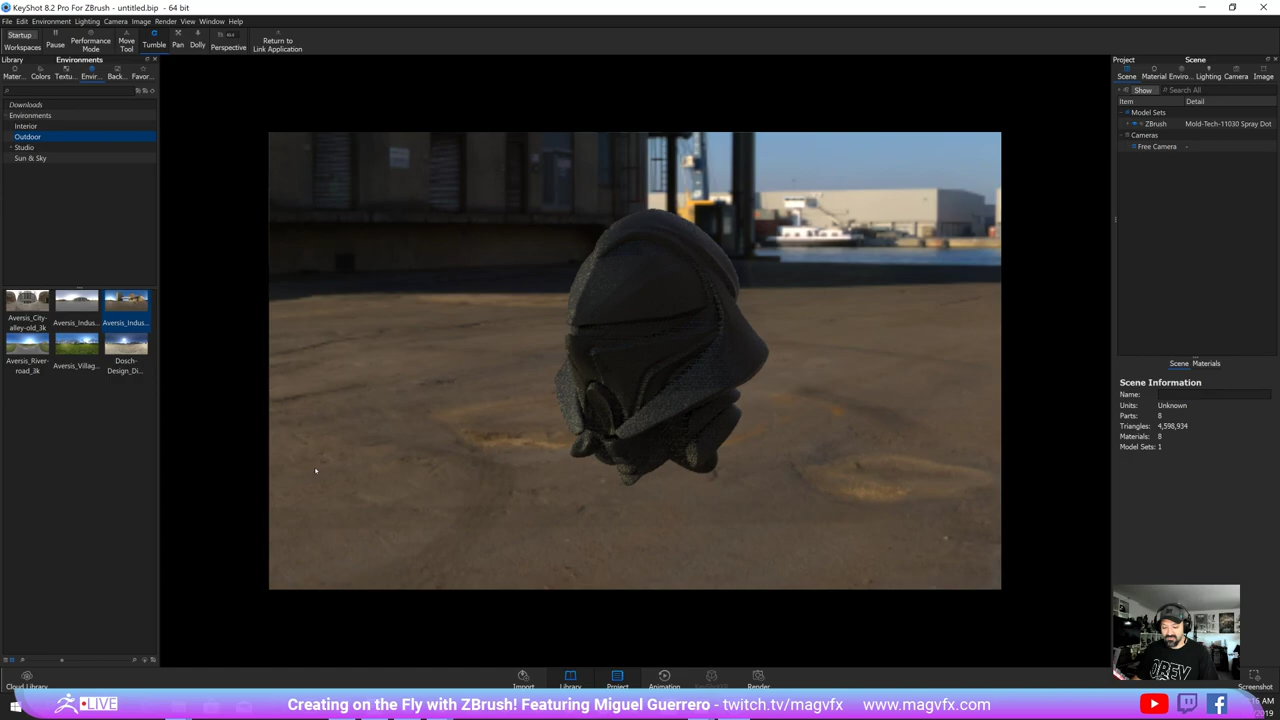 KeyShot 8.2 Pro For ZBrush - untitled.bip - 64 bit
File Edit Environment Lighting Camera Image Render View Window Help
Startup
Workspaces
Pause
Performance
Mode
Move
Tool
Tumble
Pan
Dolly
Perspective
Return to
Link Application
Library
Environments
Mater... Colors Textu... Envir... Back... Favor...
Downloads
Environments
Interior
Outdoor
Studio
Sun & Sky
Aversis_City-
alley-old_3k
Aversis_Indus...
Aversis_Indus...
Aversis_River-
road_3k
Aversis_Villag...
Dosch-
Design_Di...
Project
Scene
Scene Material Enviro... Lighting Camera Image
Show
Search All
Item Detail
Model Sets
ZBrush Mold-Tech-11030 Spray Dot
Cameras
Free Camera -
Scene Materials
Scene Information
Name:
Units: Unknown
Parts: 8
Triangles: 4,598,934
Materials: 8
Model Sets: 1
OBEY
Cloud Library
Import
Library
Project
Animation
Render
Screenshot
LIVE
Creating on the Fly with ZBrush! Featuring Miguel Guerrero - twitch.tv/magvfx www.magvfx.com